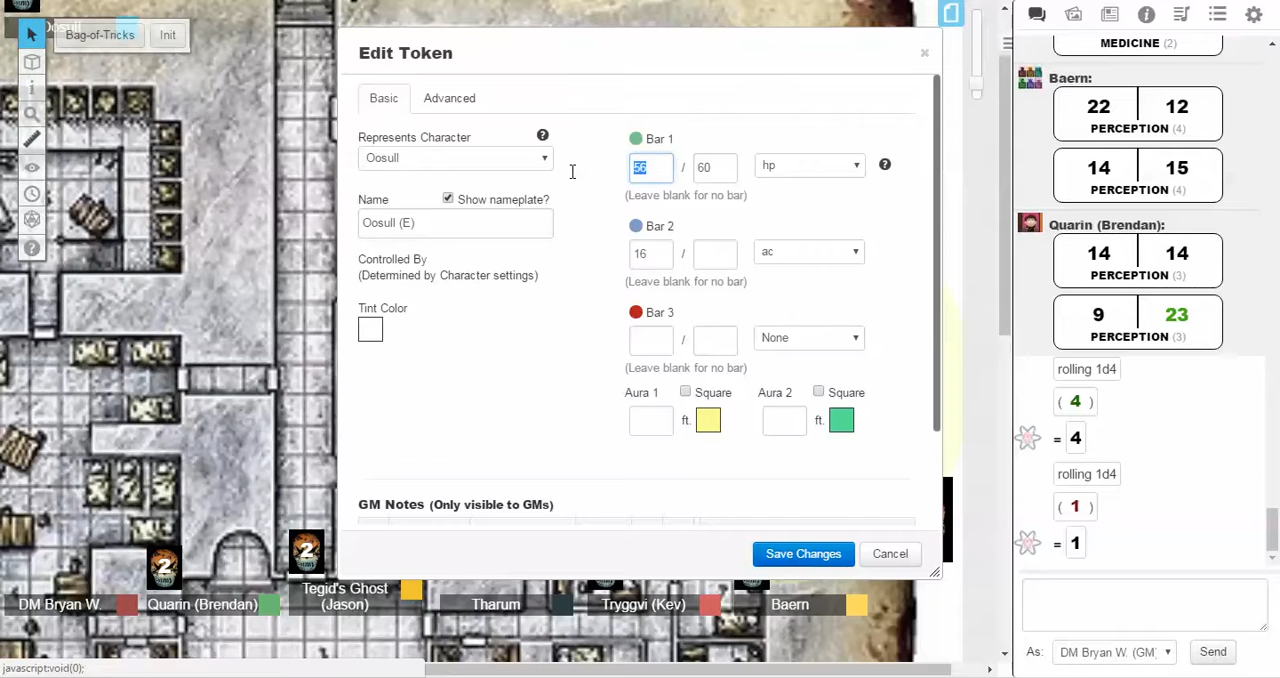 Bag-of-Tricks Init
Edit Token
×
Basic Advanced
Represents Character ?
Oosull
Name Show nameplate?
Oosull (E)
Controlled By
(Determined by Character settings)
Tint Color
Bar 1
56 / 60 hp ?
(Leave blank for no bar)
Bar 2
16 / ac
(Leave blank for no bar)
Bar 3
/ None
(Leave blank for no bar)
Aura 1 Square Aura 2 Square
ft. ft.
GM Notes (Only visible to GMs)
Save Changes Cancel
2
2
DM Bryan W.
Quarin (Brendan)
Tegid's Ghost
(Jason)
Tharum
Tryggvi (Kev)
Baern
javascript:void(0);
MEDICINE (2)
Baern:
22 12
PERCEPTION (4)
14 15
PERCEPTION (4)
Quarin (Brendan):
14 14
PERCEPTION (3)
9 23
PERCEPTION (3)
rolling 1d4
( 4 )
= 4
rolling 1d4
( 1 )
= 1
As: DM Bryan W. (GM) Send